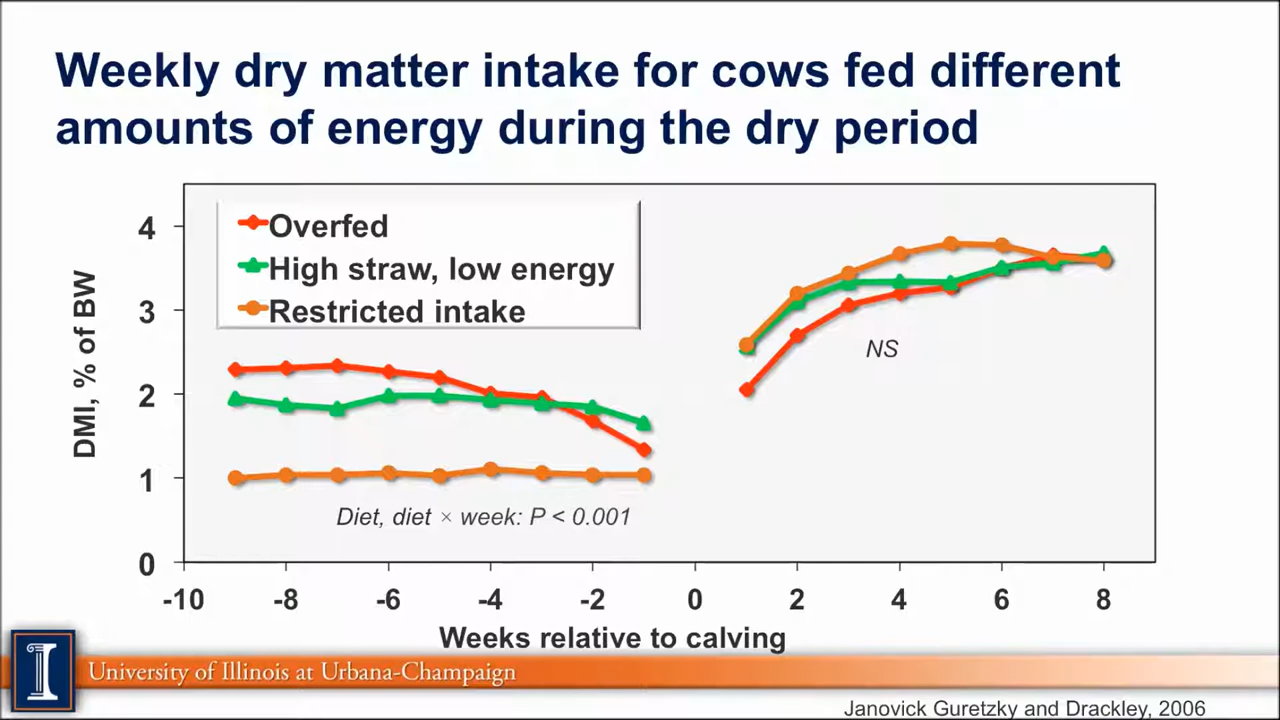 Weekly dry matter intake for cows fed different
amounts of energy during the dry period
Overfed
High straw, low energy
Restricted intake
DMI, % of BW
4
3
2
1
0
NS
Diet, diet × week: P < 0.001
-10 -8 -6 -4 -2 0 2 4 6 8
Weeks relative to calving
I
University of Illinois at Urbana-Champaign
Janovick Guretzky and Drackley, 2006